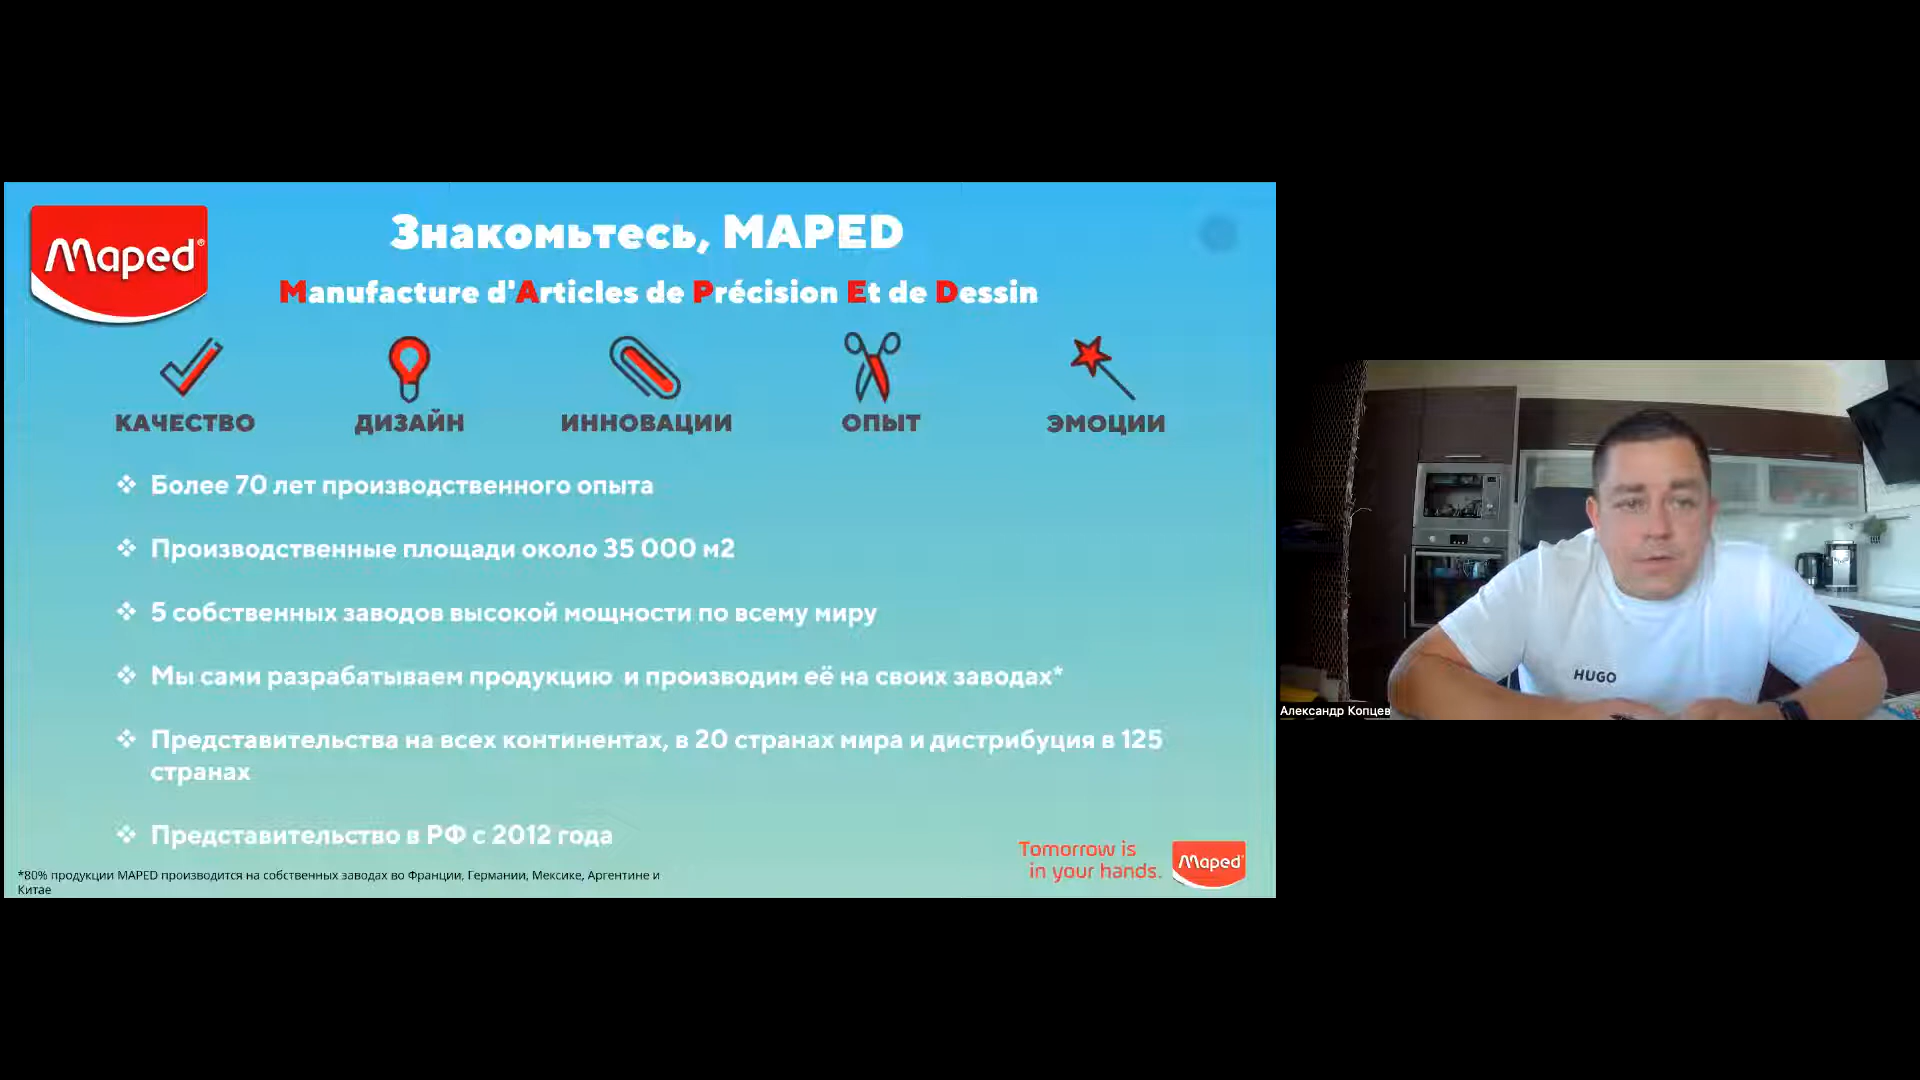 Maped®
Знакомьтесь, MAPED
Manufacture d'Articles de Précision Et de Dessin
КАЧЕСТВО
ДИЗАЙН
ИННОВАЦИИ
ОПЫТ
ЭМОЦИИ
❖ Более 70 лет производственного опыта
❖ Производственные площади около 35 000 м2
❖ 5 собственных заводов высокой мощности по всему миру
❖ Мы сами разрабатываем продукцию и производим её на своих заводах*
❖ Представительства на всех континентах, в 20 странах мира и дистрибуция в 125
странах
❖ Представительство в РФ с 2012 года
*80% продукции MAPED производится на собственных заводах во Франции, Германии, Мексике, Аргентине и
Китае
Tomorrow is
in your hands.
Maped
HUGO
Александр Копцев